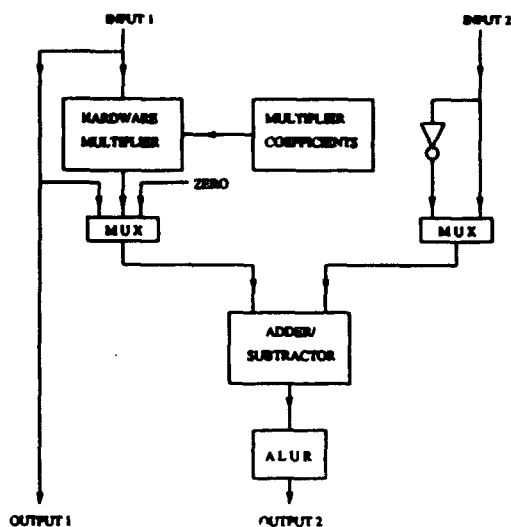 INPUT 1
INPUT 2
HARDWARE
MULTIPLIER
MULTIPLIER
COEFFICIENTS
ZERO
MUX
MUX
ADDER/
SUBTRACTOR
ALUR
OUTPUT 1
OUTPUT 2